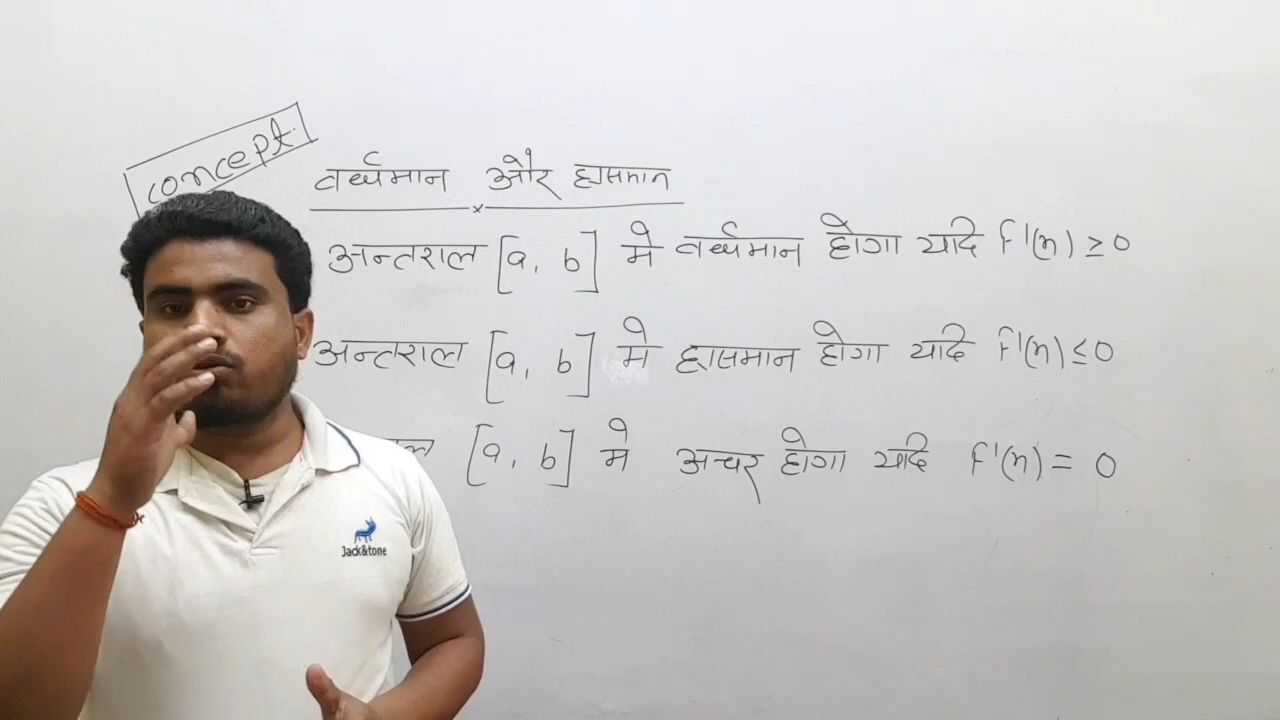 concept.
वर्ध्धमान और ह्रासमान
अन्तराल [a, b] मे वर्ध्धमान होगा यदि f'(n) ≥ 0
अन्तराल [a, b] मे ह्रासमान होगा यदि f'(n) ≤ 0
ल [a, b] मे अचर होगा यदि f'(n) = 0
Jack&tone